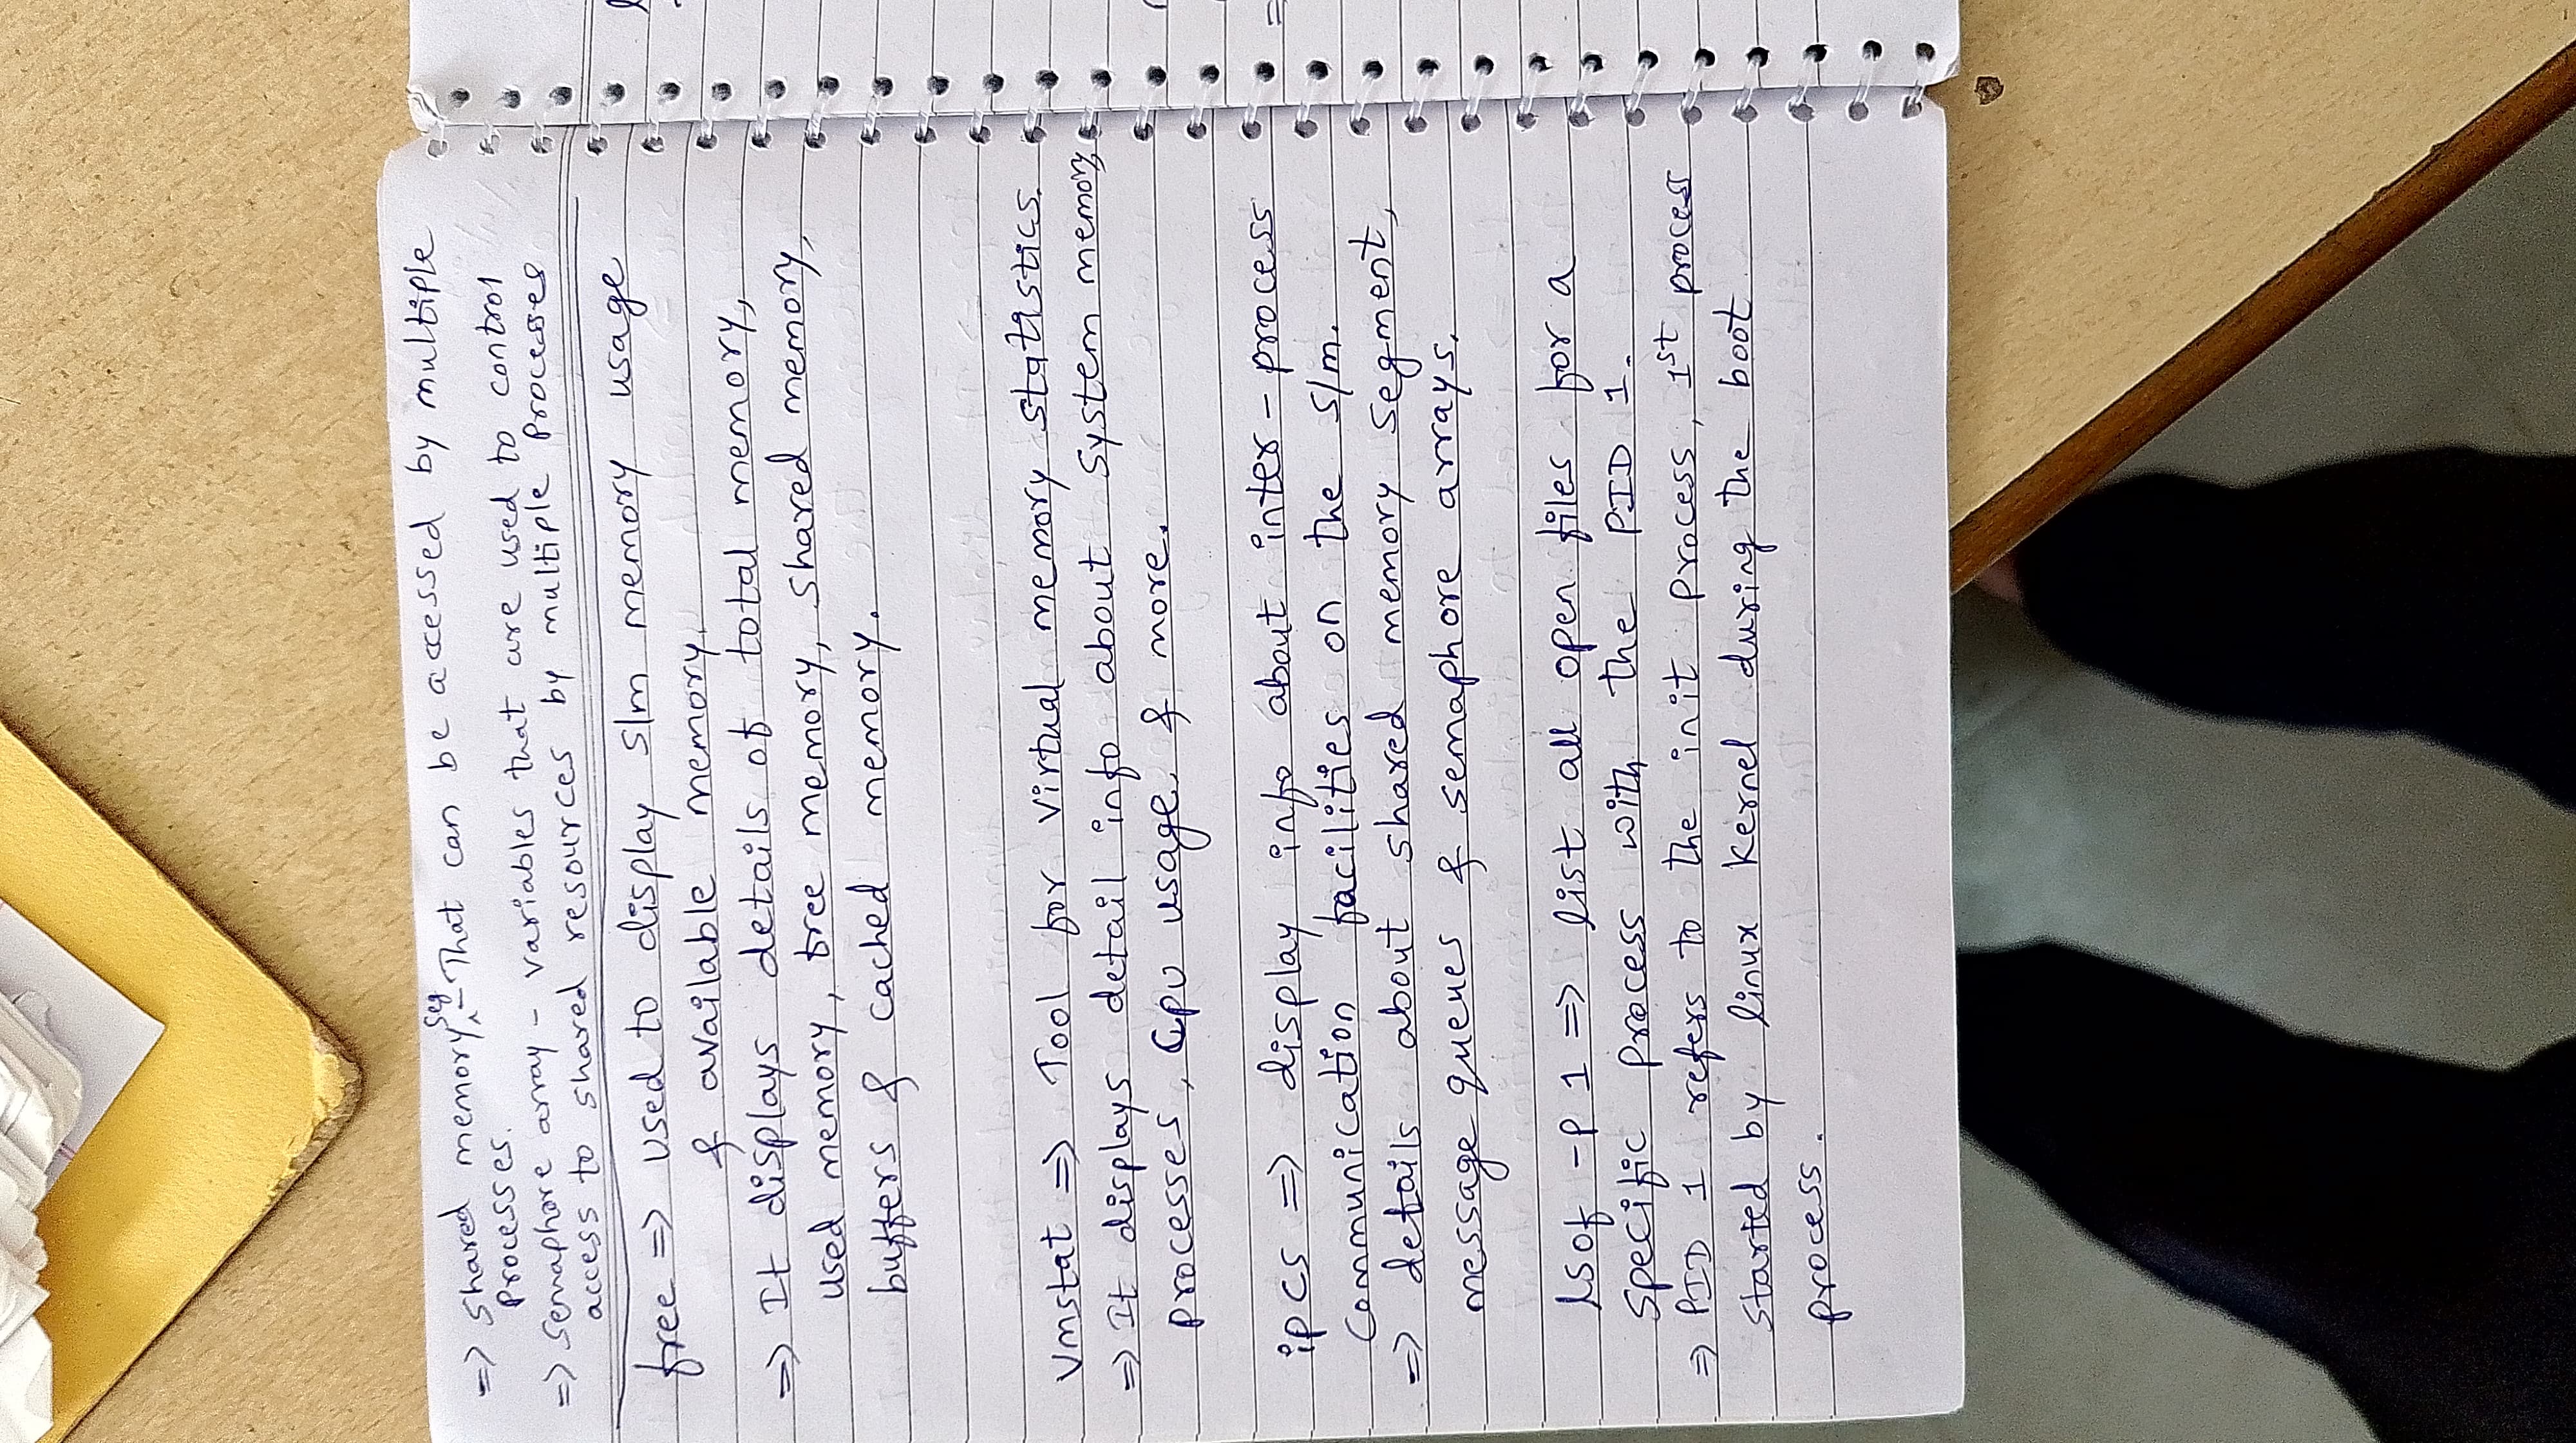 => shared memory seg - That can be accessed by multiple
processes.
=> semaphore array - variables that are used to control
access to shared resources by multiple processes
free => used to display s/m memory usage
& available memory.
=> It displays details of total memory,
used memory, free memory, shared memory,
buffers & cached memory.
Vmstat => Tool for virtual memory statistics.
=> It displays detail info about system memory,
processes, Cpu usage, & more.
ipcs => display info about inter-process
Communication facilities on the s/m.
=> details about shared memory segment,
message queues & semaphore arrays.
lsof -p 1 => list all open files for a
Specific process with the PID 1.
=> PID 1 refers to the init process, 1st process
started by linux kernel during the boot
process.